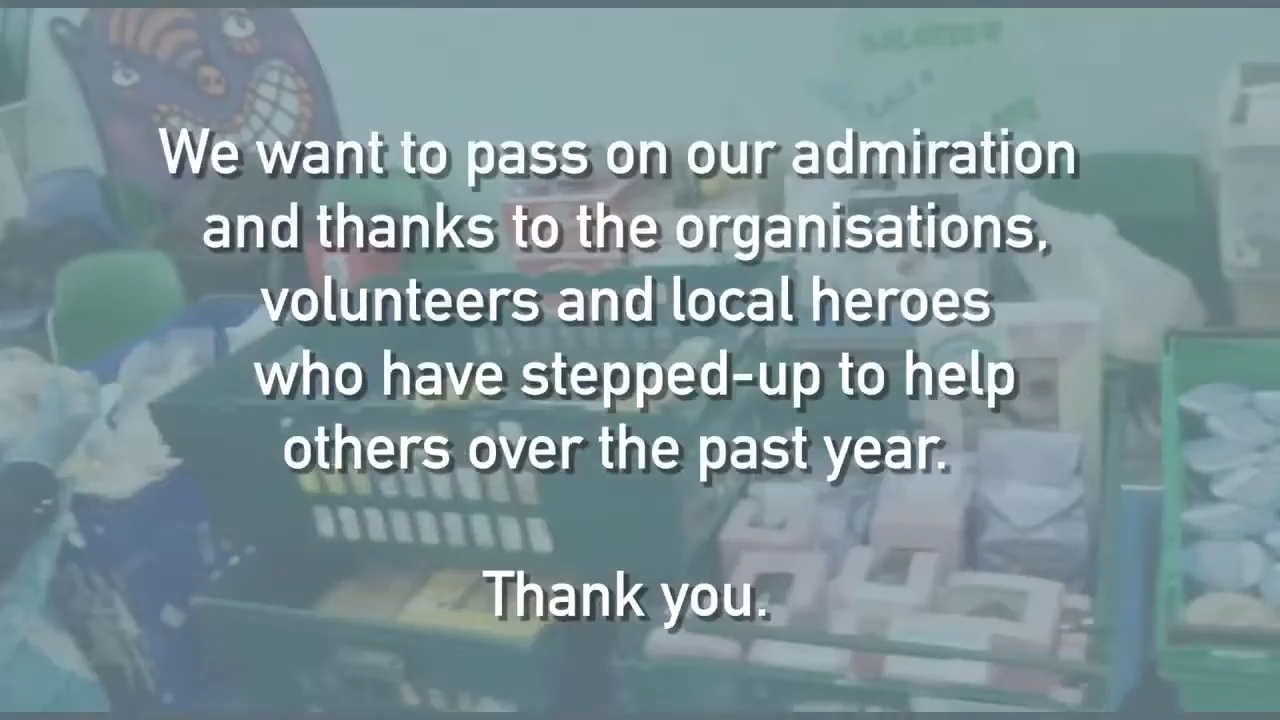 We want to pass on our admiration
and thanks to the organisations,
volunteers and local heroes
who have stepped-up to help
others over the past year.
Thank you.